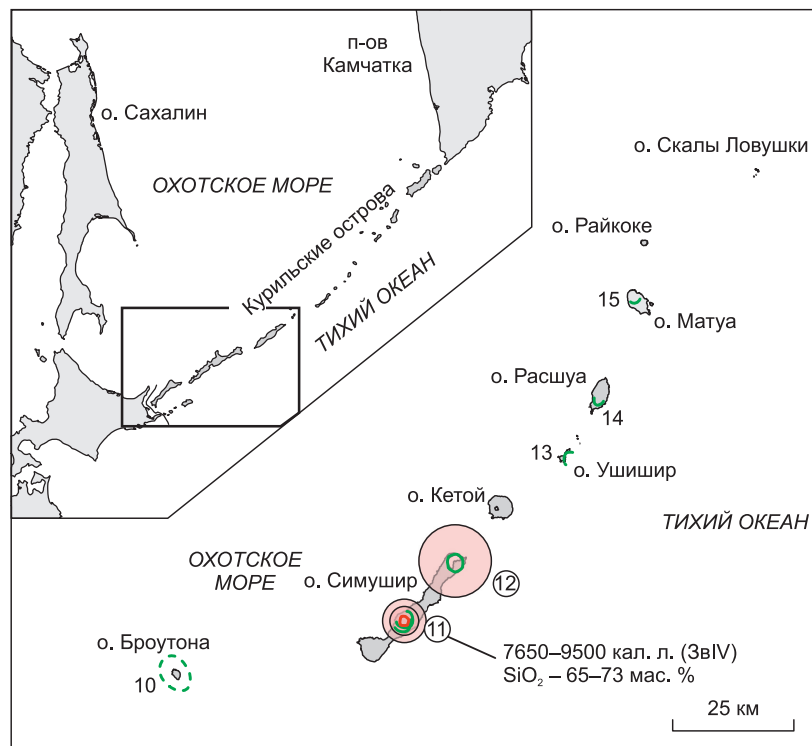 п-ов
Камчатка
о. Сахалин
о. Скалы Ловушки
ОХОТСКОЕ МОРЕ
о. Райкоке
Курильские острова
ТИХИЙ ОКЕАН
15
о. Матуа
о. Расшуа
14
13
о. Ушишир
о. Кетой
ТИХИЙ ОКЕАН
ОХОТСКОЕ
МОРЕ
о. Симушир
12
11
о. Броутона
10
7650–9500 кал. л. (ЗвIV)
SiO₂ – 65–73 мас. %
25 км